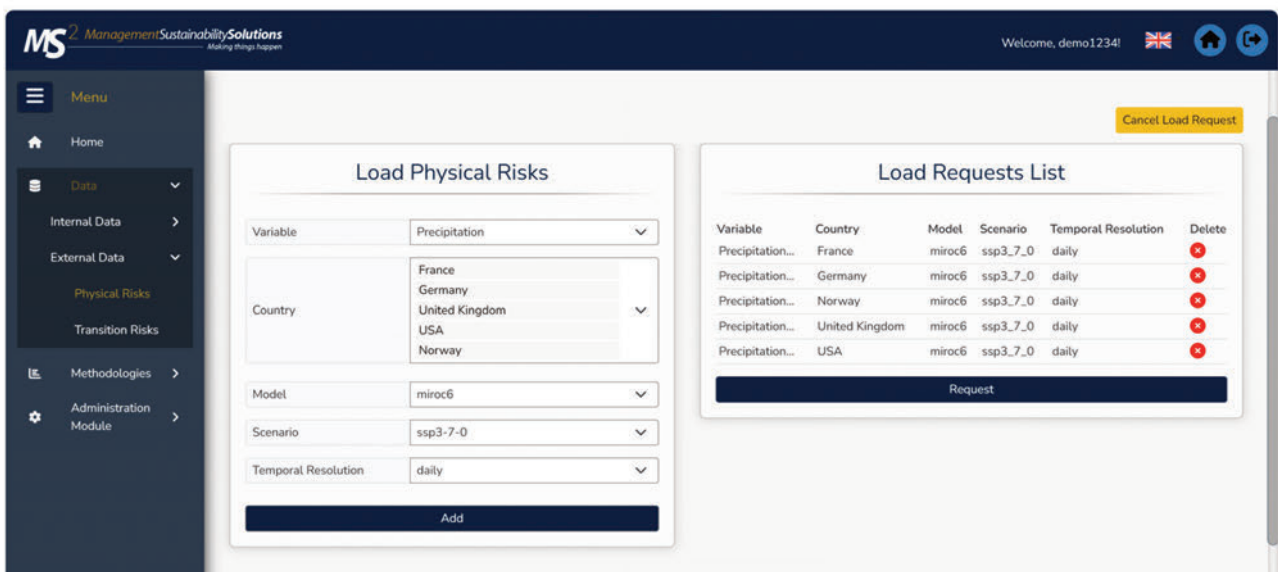 MS2 ManagementSustainabilitySolutions
Making things happen
Welcome, demo1234!
Menu
Home
Data
Internal Data
External Data
Physical Risks
Transition Risks
Methodologies
Administration
Module
Cancel Load Request
Load Physical Risks
Variable Precipitation
Country
France
Germany
United Kingdom
USA
Norway
Model miroc6
Scenario ssp3-7-0
Temporal Resolution daily
Add
Load Requests List
Variable Country Model Scenario Temporal Resolution Delete
Precipitation... France miroc6 ssp3_7_0 daily
Precipitation... Germany miroc6 ssp3_7_0 daily
Precipitation... Norway miroc6 ssp3_7_0 daily
Precipitation... United Kingdom miroc6 ssp3_7_0 daily
Precipitation... USA miroc6 ssp3_7_0 daily
Request